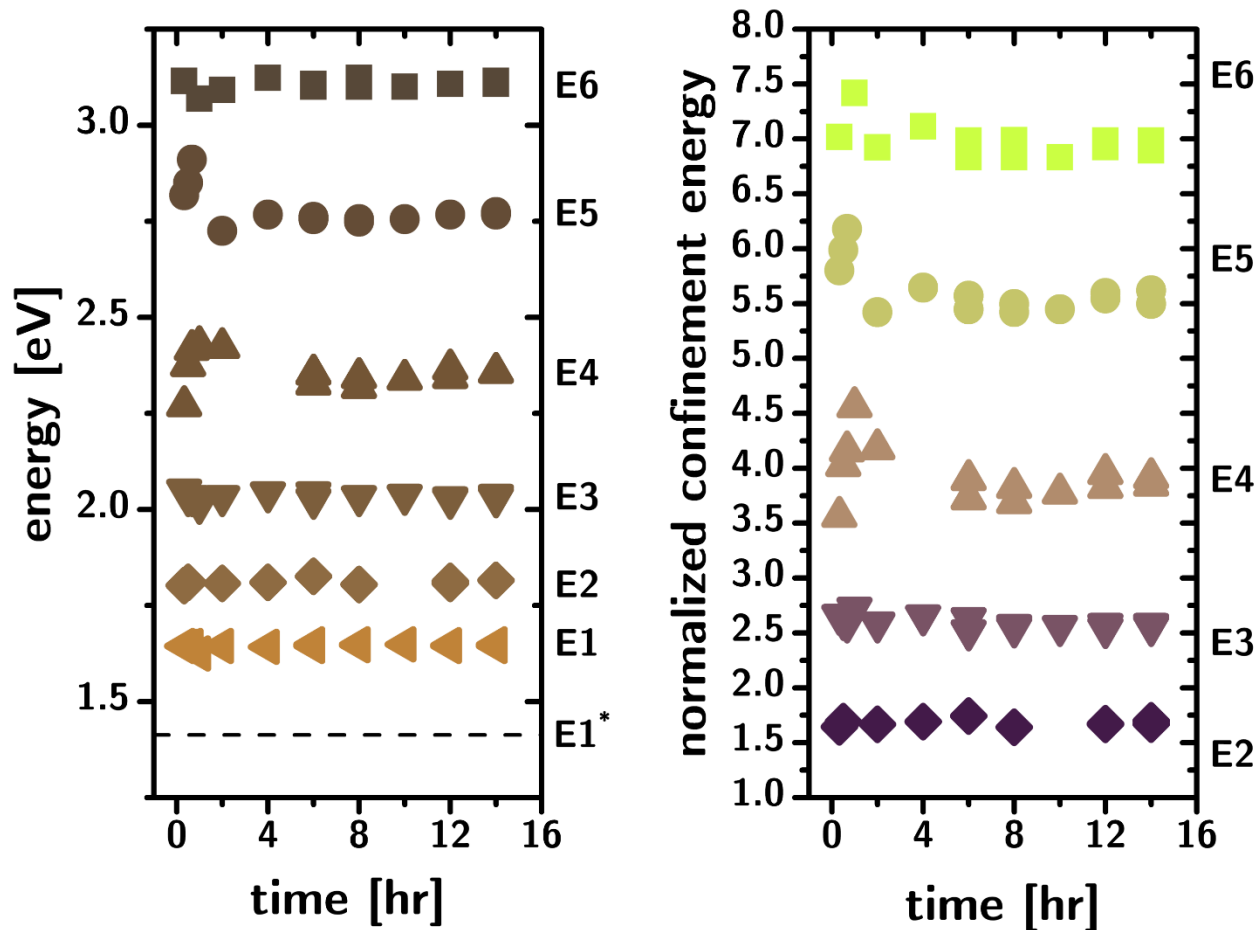 energy [eV]
3.0
2.5
2.0
1.5
E6
E5
E4
E3
E2
E1
E1*
0 4 8 12 16
time [hr]
normalized confinement energy
8.0
7.5
7.0
6.5
6.0
5.5
5.0
4.5
4.0
3.5
3.0
2.5
2.0
1.5
1.0
E6
E5
E4
E3
E2
0 4 8 12 16
time [hr]